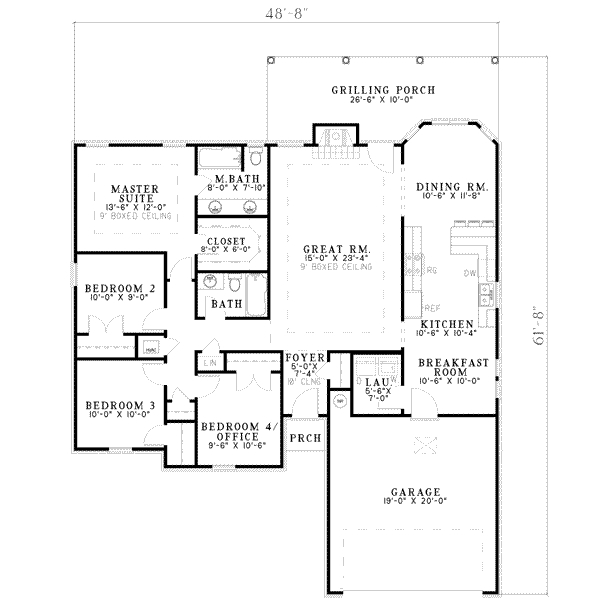 48'-8"
GRILLING PORCH
26'-6" X 10'-0"
M.BATH
8'-0" X 7'-10"
MASTER
SUITE
13'-6" X 12'-0"
9' BOXED CEILING
DINING RM.
10'-6" X 11'-8"
CLOSET
8'-0" X 6'-0"
GREAT RM.
15'-0" X 23'-4"
9' BOXED CEILING
RG
DW
BEDROOM 2
10'-0" X 9'-0"
BATH
REF
KITCHEN
10'-6" X 10'-4"
61'-8"
HVAC
LIN
FOYER
5'-0"X
7'-4"
10' CLNG
BREAKFAST
ROOM
10'-6" X 10'-0"
D
W
LAU.
5'-6"X
7'-0"
BEDROOM 3
10'-0" X 10'-0"
WH
BEDROOM 4/
OFFICE
9'-6" X 10'-6"
PRCH
GARAGE
19'-0" X 20'-0"